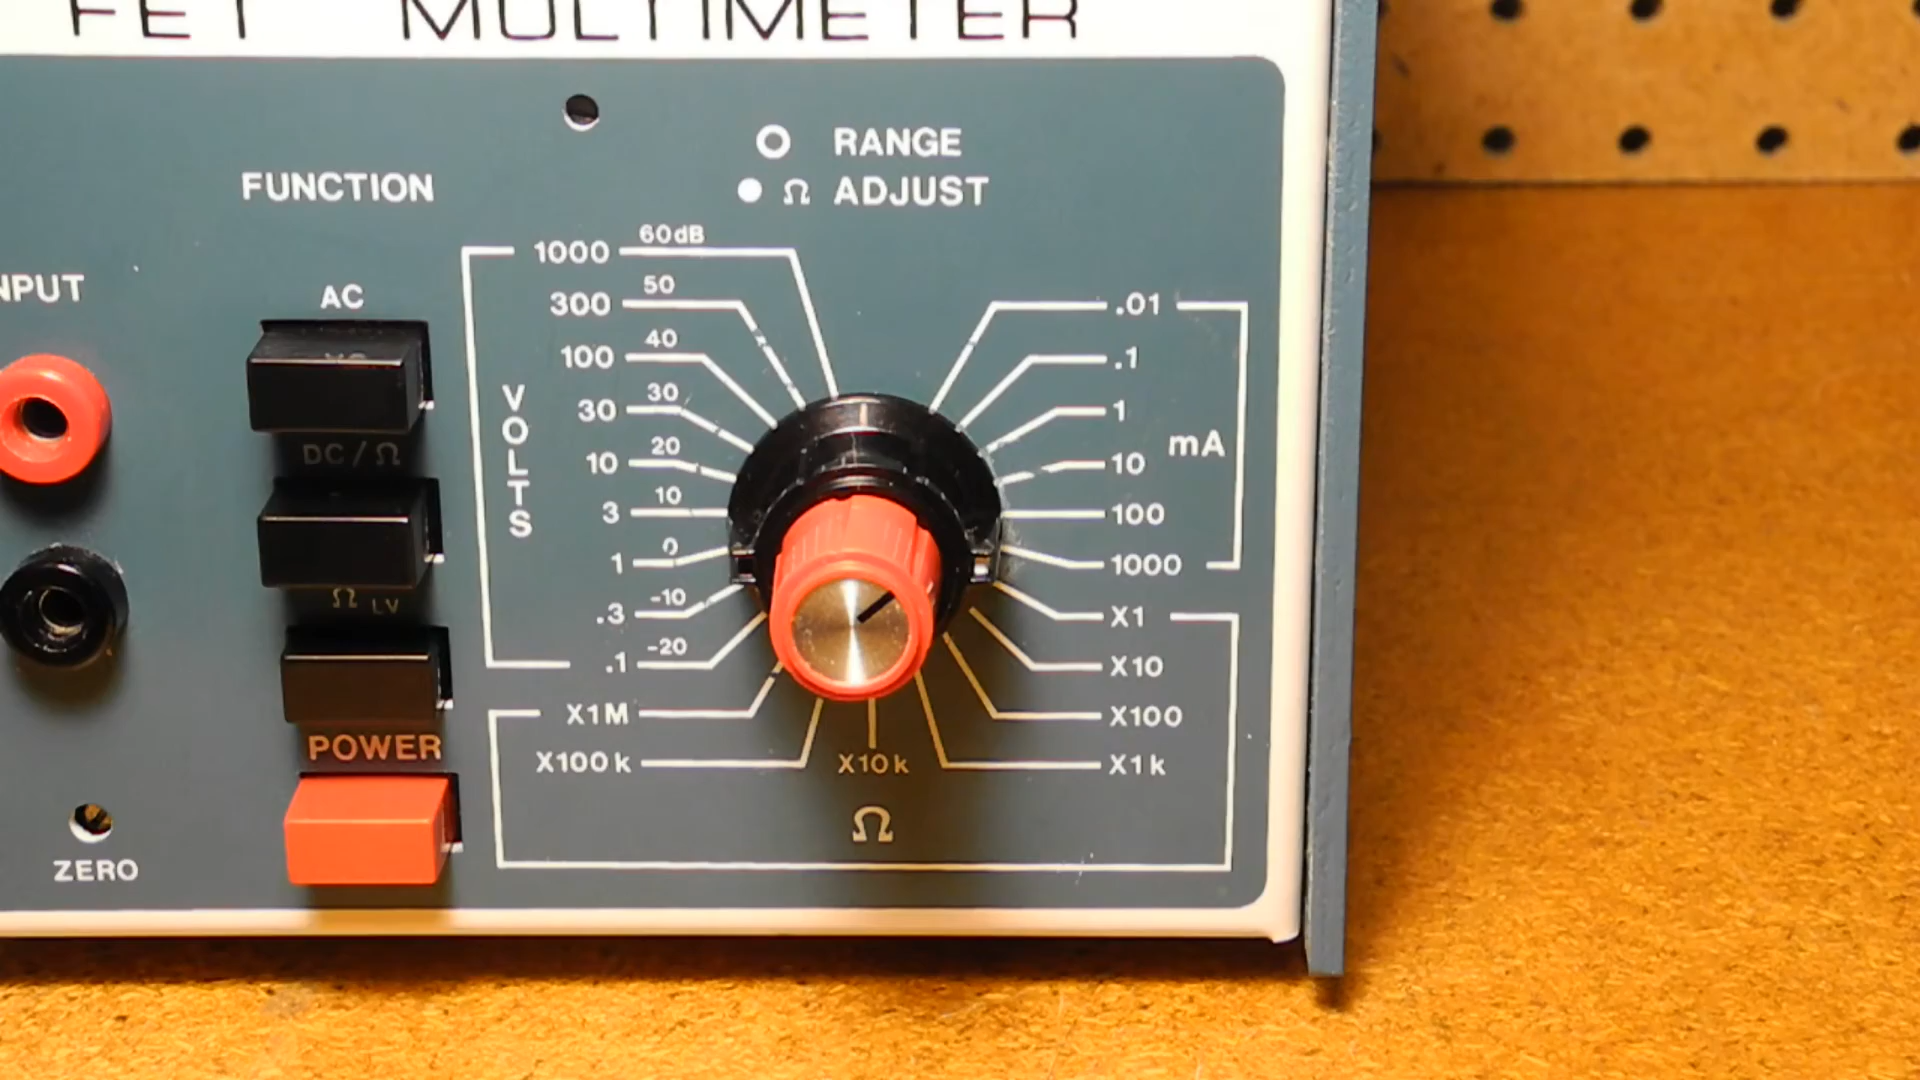 FET MULTIMETER
RANGE
Ω ADJUST
FUNCTION
NPUT
AC
DC/Ω
Ω LV
POWER
ZERO
VOLTS
1000 60dB
300 50
100 40
30 30
10 20
3 10
1 0
.3 -10
.1 -20
X1M
X100k
X10k
Ω
.01
.1
1
10
100
1000
mA
X1
X10
X100
X1k